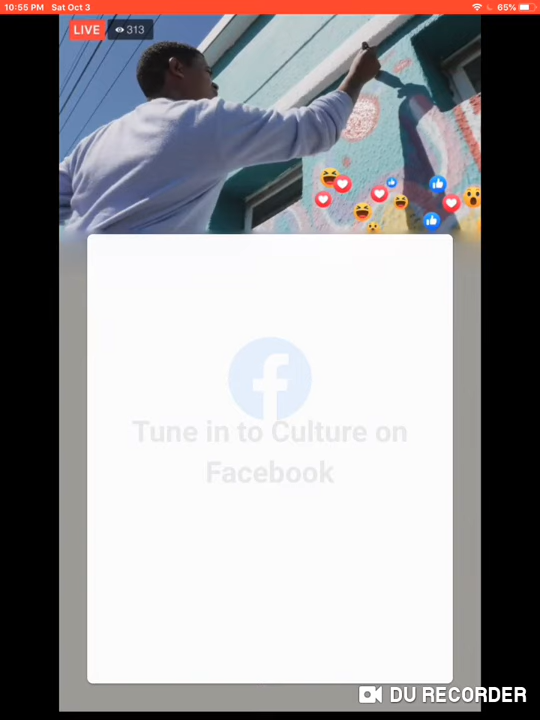 10:55 PM Sat Oct 3 65%
LIVE 313
Tune in to Culture on
Facebook
DU RECORDER